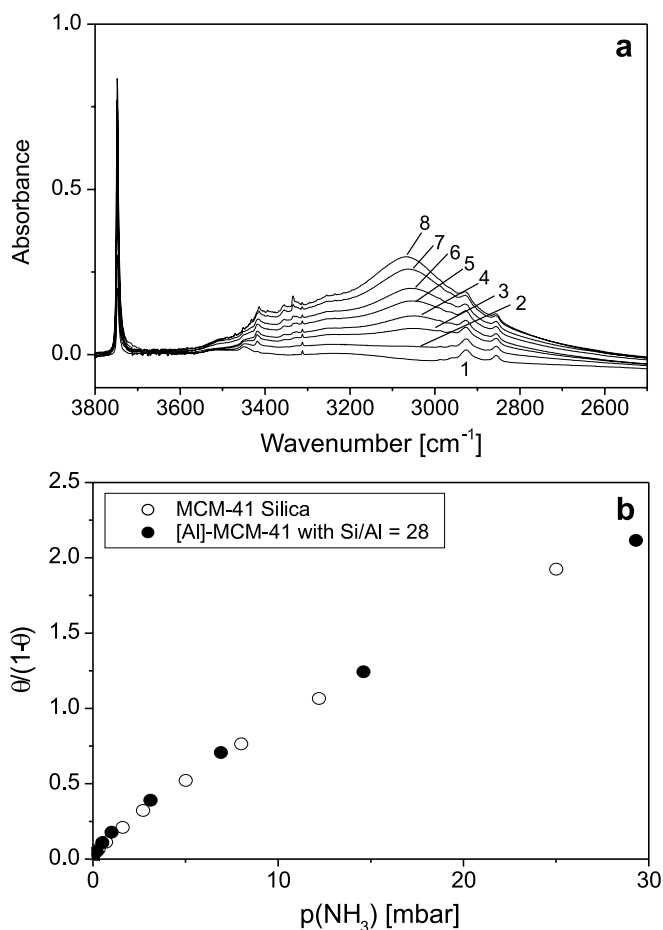 1.0
a
0.5
0.0
Absorbance
8
7
6
5
4
3
2
1
3800 3600 3400 3200 3000 2800 2600
Wavenumber [cm⁻¹]
2.5
MCM-41 Silica
[Al]-MCM-41 with Si/Al = 28
b
2.0
1.5
1.0
0.5
0.0
θ/(1-θ)
0 10 20 30
p(NH₃) [mbar]